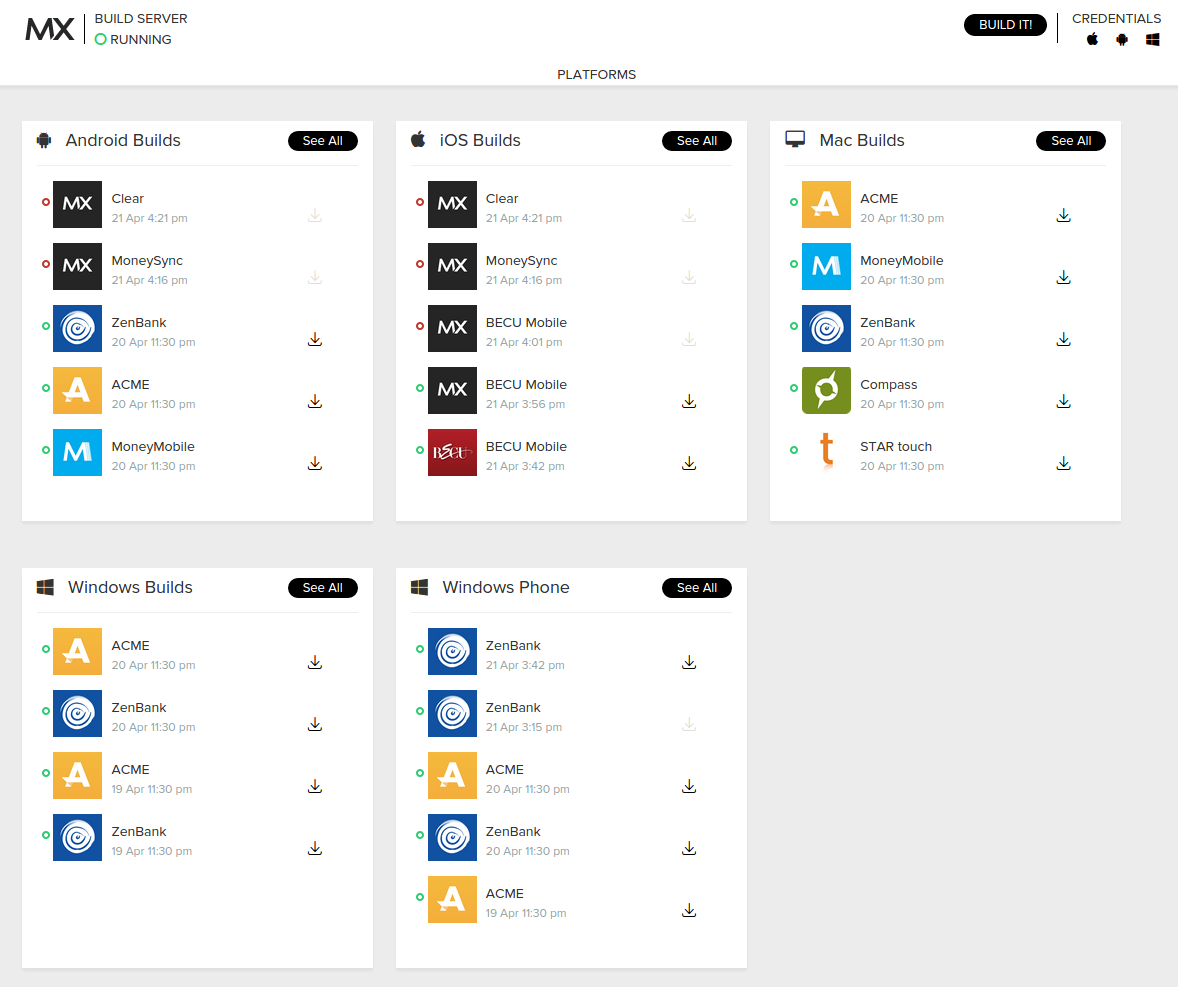 MX
BUILD SERVER
RUNNING
BUILD IT!
CREDENTIALS
PLATFORMS
Android Builds
See All
MX
Clear
21 Apr 4:21 pm
MX
MoneySync
21 Apr 4:16 pm
ZenBank
20 Apr 11:30 pm
A
ACME
20 Apr 11:30 pm
M
MoneyMobile
20 Apr 11:30 pm
iOS Builds
See All
MX
Clear
21 Apr 4:21 pm
MX
MoneySync
21 Apr 4:16 pm
MX
BECU Mobile
21 Apr 4:01 pm
MX
BECU Mobile
21 Apr 3:56 pm
BECU
BECU Mobile
21 Apr 3:42 pm
Mac Builds
See All
A
ACME
20 Apr 11:30 pm
M
MoneyMobile
20 Apr 11:30 pm
ZenBank
20 Apr 11:30 pm
Compass
20 Apr 11:30 pm
t
STAR touch
20 Apr 11:30 pm
Windows Builds
See All
A
ACME
20 Apr 11:30 pm
ZenBank
20 Apr 11:30 pm
A
ACME
19 Apr 11:30 pm
ZenBank
19 Apr 11:30 pm
Windows Phone
See All
ZenBank
21 Apr 3:42 pm
ZenBank
21 Apr 3:15 pm
A
ACME
20 Apr 11:30 pm
ZenBank
20 Apr 11:30 pm
A
ACME
19 Apr 11:30 pm